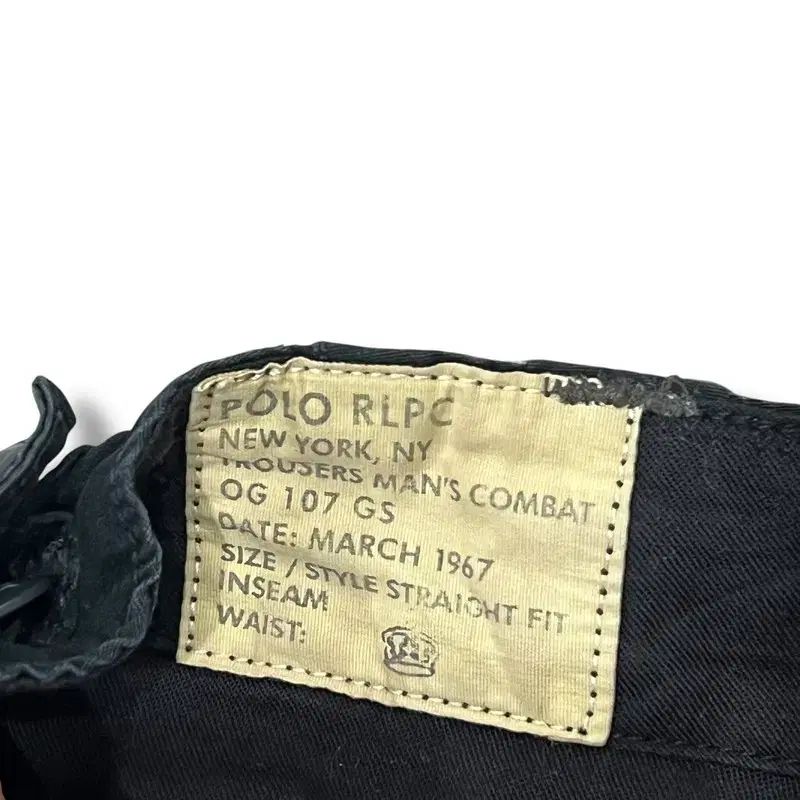 POLO RLPC
NEW YORK, NY
TROUSERS MAN'S COMBAT
OG 107 GS
DATE: MARCH 1967
SIZE / STYLE STRAIGHT FIT
INSEAM
WAIST: